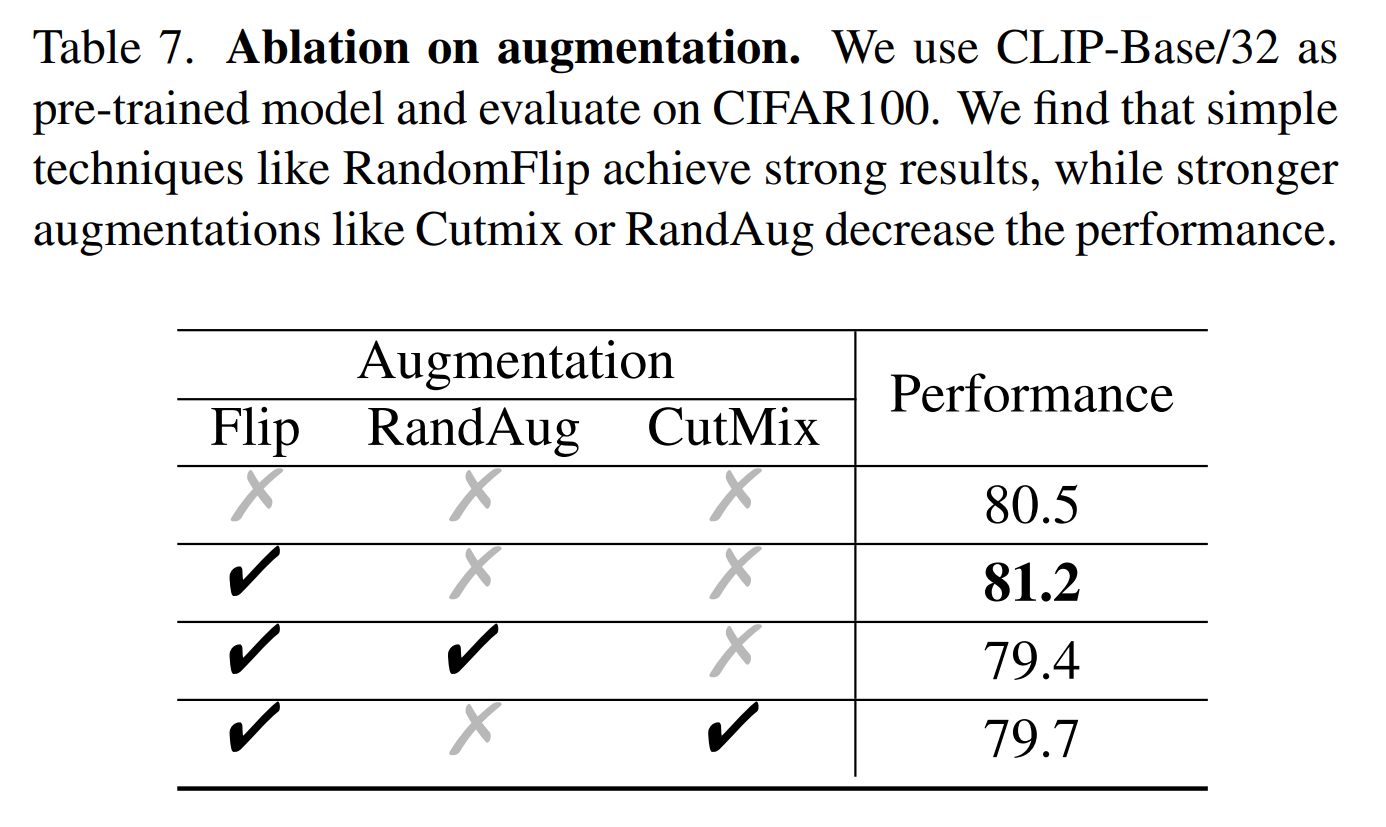 Table 7. Ablation on augmentation. We use CLIP-Base/32 as
pre-trained model and evaluate on CIFAR100. We find that simple
techniques like RandomFlip achieve strong results, while stronger
augmentations like Cutmix or RandAug decrease the performance.
Augmentation Performance
Flip RandAug CutMix
✗ ✗ ✗ 80.5
✔ ✗ ✗ 81.2
✔ ✔ ✗ 79.4
✔ ✗ ✔ 79.7